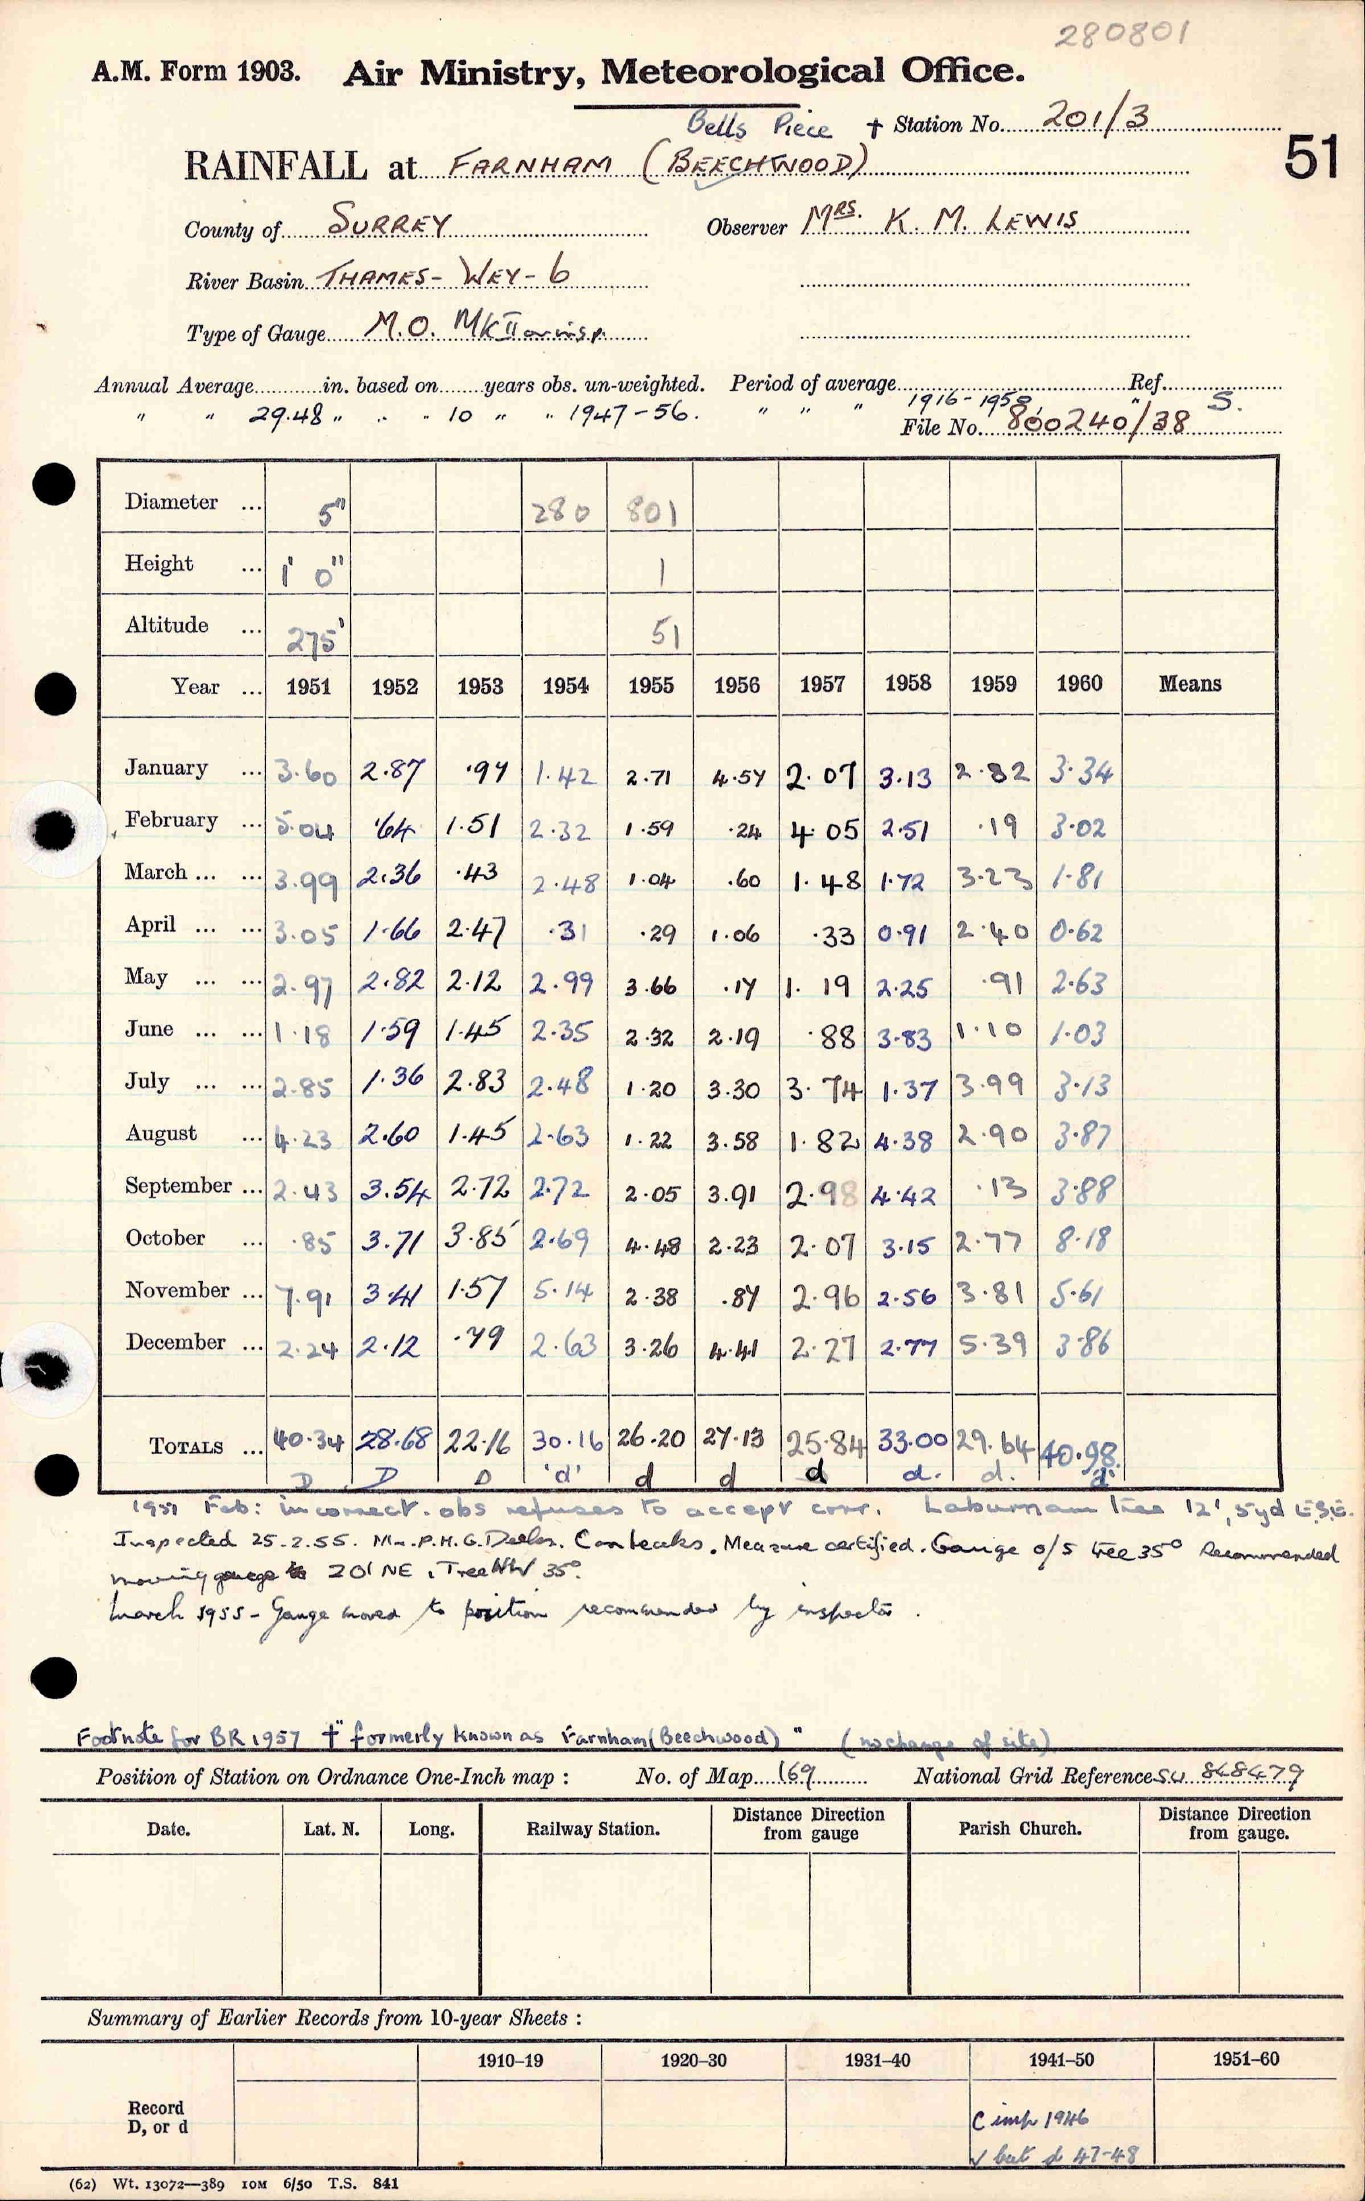 280801
A.M. Form 1903. Air Ministry, Meteorological Office.
Bells Piece † Station No. 201/3
RAINFALL at FARNHAM (BEECHWOOD)
51
County of SURREY Observer MRS. K. M. LEWIS
River Basin THAMES - WEY - 6
Type of Gauge M.O. MK II
Annual Average in. based on years obs. un-weighted. Period of average Ref.
" " 29.48 " " " 10 " " 1947-56. " " " 1916-1950. " S.
File No. 800240/38
Diameter ... 5" 280 801
Height ... 1' 0" 1
Altitude ... 275' 51
Year ... 1951 1952 1953 1954 1955 1956 1957 1958 1959 1960 Means
January ... 3.60 2.87 .97 1.42 2.71 4.57 2.07 3.13 2.82 3.34
February ... 5.04 .64 1.51 2.32 1.59 .24 4.05 2.51 .19 3.02
March ... ... 3.99 2.36 .43 2.48 1.04 .60 1.48 1.72 3.23 1.81
April ... ... 3.05 1.66 2.47 .31 .29 1.06 .33 0.91 2.40 0.62
May ... ... 2.97 2.82 2.12 2.99 3.66 .17 1.19 2.25 .91 2.63
June ... ... 1.18 1.59 1.45 2.35 2.32 2.19 .88 3.83 1.10 1.03
July ... ... 2.85 1.36 2.83 2.48 1.20 3.30 3.74 1.37 3.99 3.13
August ... 4.23 2.60 1.45 2.63 1.22 3.58 1.82 4.38 2.90 3.87
September ... 2.43 3.54 2.72 2.72 2.05 3.91 2.98 4.42 .13 3.88
October ... .85 3.71 3.85 2.69 4.48 2.23 2.07 3.15 2.77 8.18
November ... 7.91 3.41 1.57 5.14 2.38 .87 2.96 2.56 3.81 5.61
December ... 2.24 2.12 .79 2.63 3.26 4.41 2.27 2.77 5.39 3.86
TOTALS ... 40.34 28.68 22.16 30.16 26.20 27.13 25.84 33.00 29.64 40.98
D D D 'd' d d d d. d. d
1951 Feb: incorrect. obs refuses to accept corr. Laburnam tree 12', 5yd E.S.E.
Inspected 25.2.55. Mr. P.H.G. Can leaks. Measure certified. Gauge o/s tree 35° Recommended
moving gauge to 20' NE, Tree NW 35°.
March 1955 - Gauge moved to position recommended by inspector.
Footnote for BR 1957 † "formerly known as Farnham (Beechwood)" (no change of site)
Position of Station on Ordnance One-Inch map : No. of Map 169 National Grid Reference SU 848479
Date. Lat. N. Long. Railway Station. Distance Direction from gauge Parish Church. Distance Direction from gauge.
Summary of Earlier Records from 10-year Sheets :
1910–19 1920–30 1931–40 1941–50 1951–60
Record D, or d
C imp 1946
✓ but d 47-48
(62) Wt. 13072—389 10M 6/50 T.S. 841